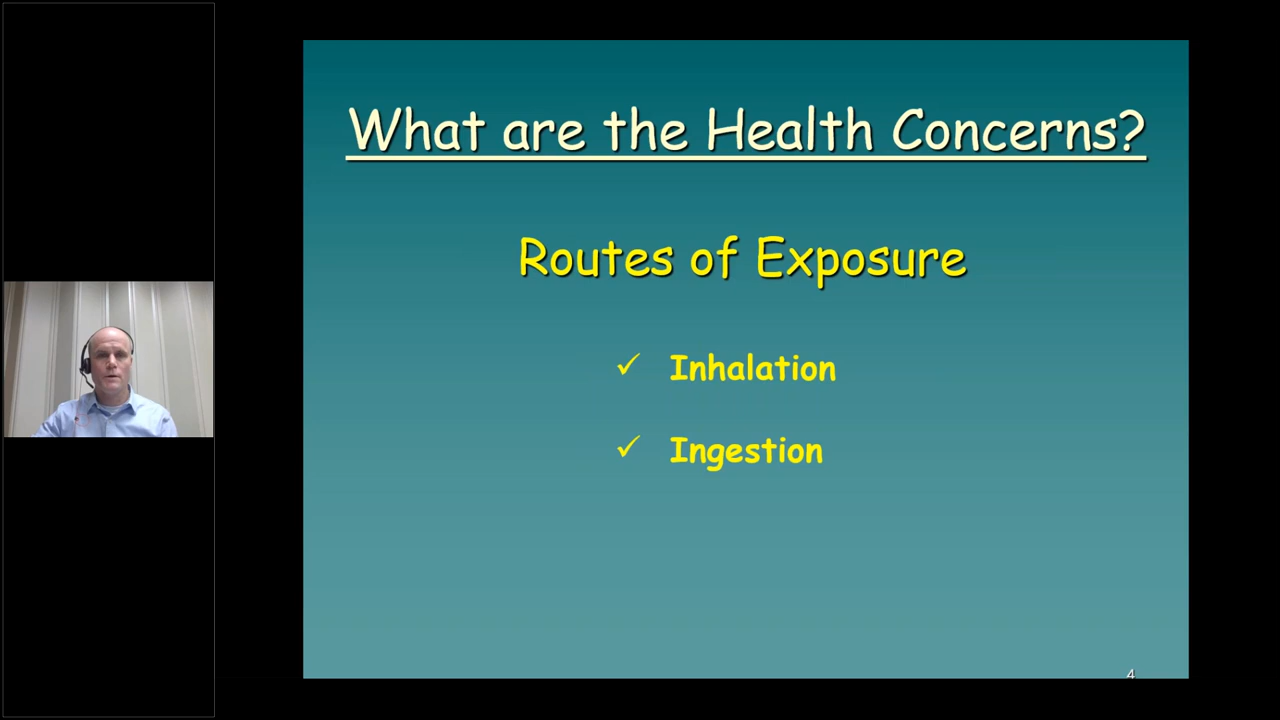 What are the Health Concerns?
Routes of Exposure
✓ Inhalation
✓ Ingestion
4